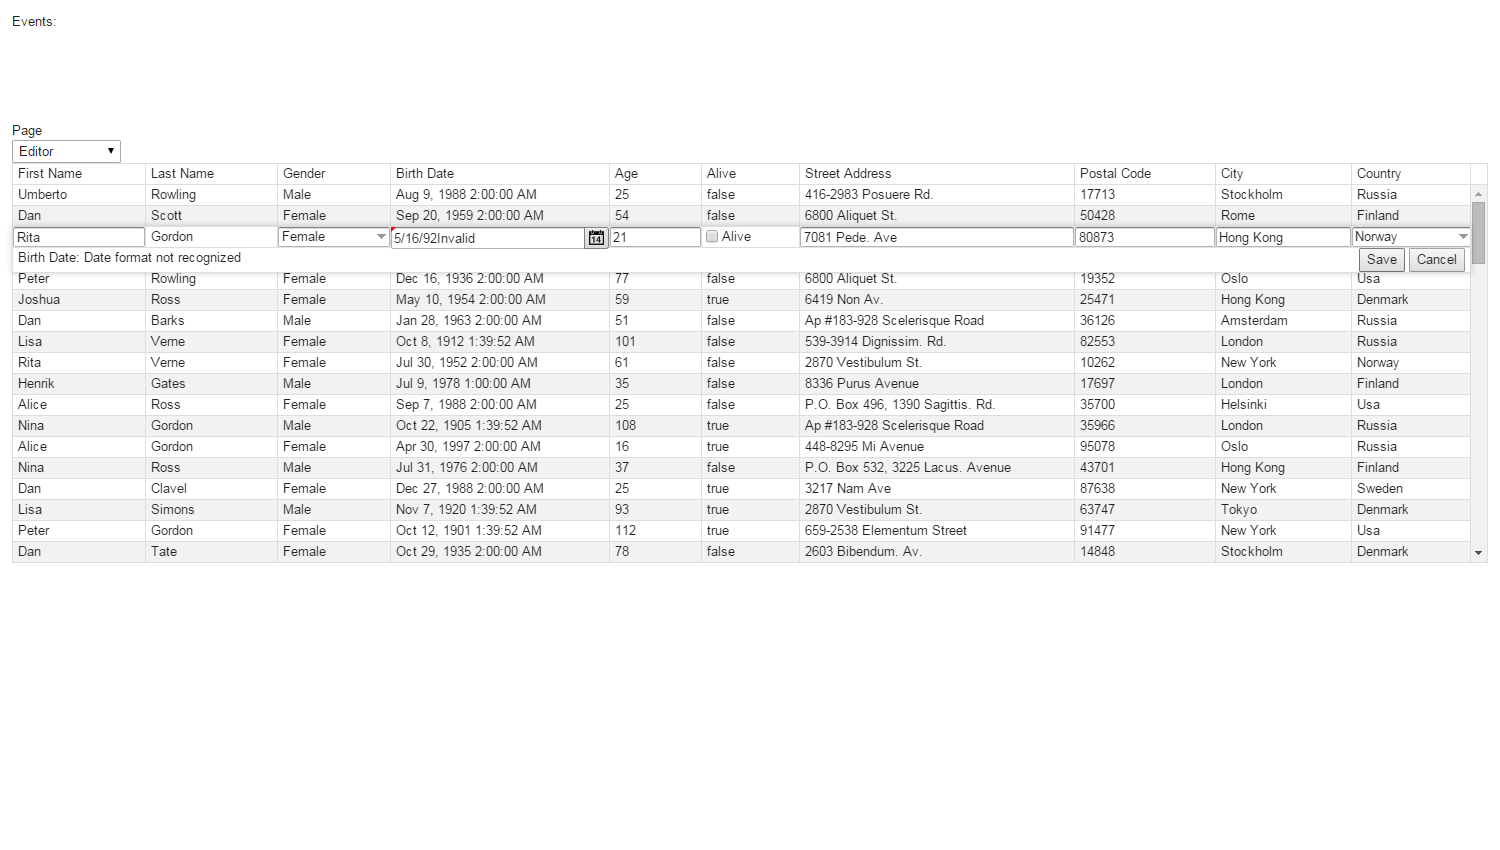 Events:
Page
Editor
First Name Last Name Gender Birth Date Age Alive Street Address Postal Code City Country
Umberto Rowling Male Aug 9, 1988 2:00:00 AM 25 false 416-2983 Posuere Rd. 17713 Stockholm Russia
Dan Scott Female Sep 20, 1959 2:00:00 AM 54 false 6800 Aliquet St. 50428 Rome Finland
Rita Gordon Female 5/16/92Invalid 14 21 Alive 7081 Pede. Ave 80873 Hong Kong Norway
Birth Date: Date format not recognized Save Cancel
Peter Rowling Female Dec 16, 1936 2:00:00 AM 77 false 6800 Aliquet St. 19352 Oslo Usa
Joshua Ross Female May 10, 1954 2:00:00 AM 59 true 6419 Non Av. 25471 Hong Kong Denmark
Dan Barks Male Jan 28, 1963 2:00:00 AM 51 false Ap #183-928 Scelerisque Road 36126 Amsterdam Russia
Lisa Verne Female Oct 8, 1912 1:39:52 AM 101 false 539-3914 Dignissim. Rd. 82553 London Russia
Rita Verne Female Jul 30, 1952 2:00:00 AM 61 false 2870 Vestibulum St. 10262 New York Norway
Henrik Gates Male Jul 9, 1978 1:00:00 AM 35 false 8336 Purus Avenue 17697 London Finland
Alice Ross Female Sep 7, 1988 2:00:00 AM 25 false P.O. Box 496, 1390 Sagittis. Rd. 35700 Helsinki Usa
Nina Gordon Male Oct 22, 1905 1:39:52 AM 108 true Ap #183-928 Scelerisque Road 35966 London Russia
Alice Gordon Female Apr 30, 1997 2:00:00 AM 16 true 448-8295 Mi Avenue 95078 Oslo Russia
Nina Ross Male Jul 31, 1976 2:00:00 AM 37 false P.O. Box 532, 3225 Lacus. Avenue 43701 Hong Kong Finland
Dan Clavel Female Dec 27, 1988 2:00:00 AM 25 true 3217 Nam Ave 87638 New York Sweden
Lisa Simons Male Nov 7, 1920 1:39:52 AM 93 true 2870 Vestibulum St. 63747 Tokyo Denmark
Peter Gordon Female Oct 12, 1901 1:39:52 AM 112 true 659-2538 Elementum Street 91477 New York Usa
Dan Tate Female Oct 29, 1935 2:00:00 AM 78 false 2603 Bibendum. Av. 14848 Stockholm Denmark